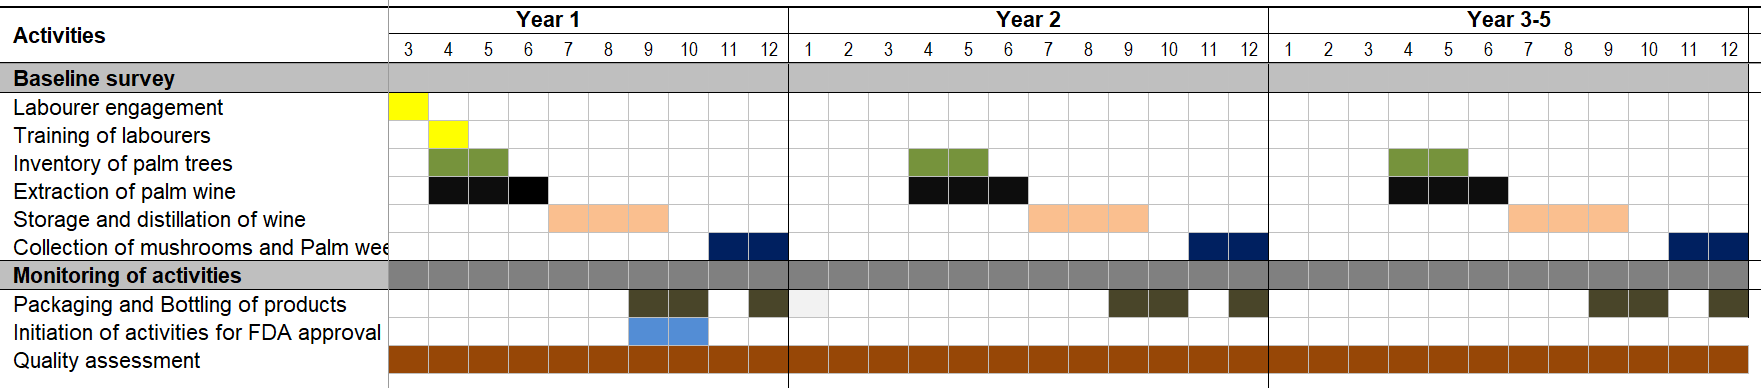 Activities Year 1 Year 2 Year 3-5
3 4 5 6 7 8 9 10 11 12 1 2 3 4 5 6 7 8 9 10 11 12 1 2 3 4 5 6 7 8 9 10 11 12
Baseline survey
Labourer engagement
Training of labourers
Inventory of palm trees
Extraction of palm wine
Storage and distillation of wine
Collection of mushrooms and Palm wee
Monitoring of activities
Packaging and Bottling of products
Initiation of activities for FDA approval
Quality assessment